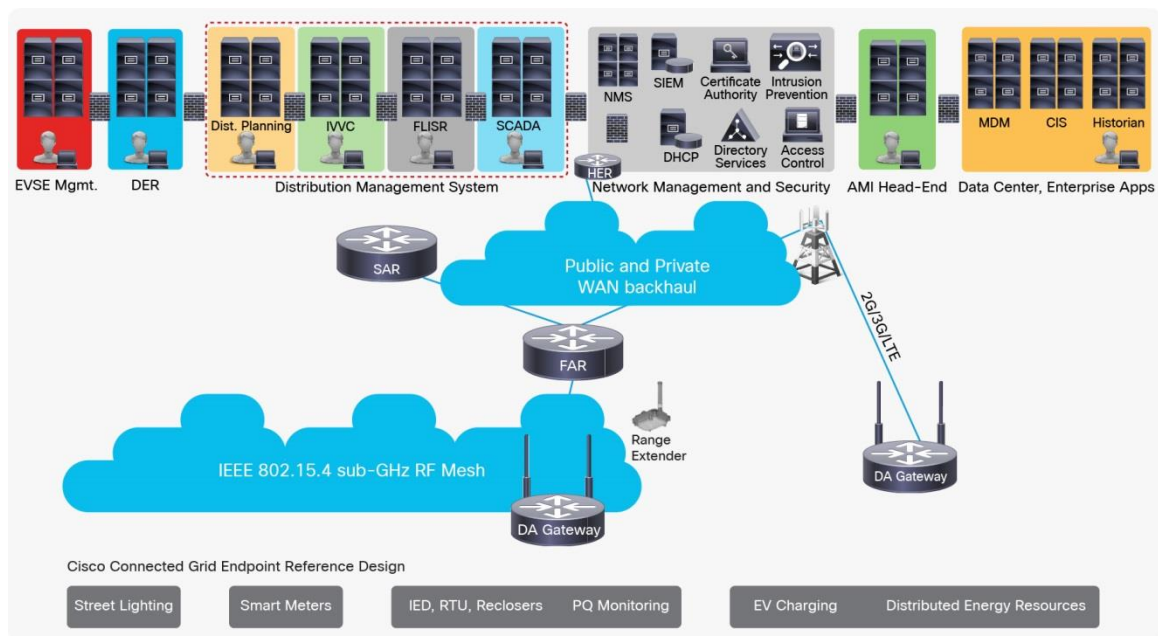 NMS
SIEM
Certificate
Authority
Intrusion
Prevention
Dist. Planning
IVVC
FLISR
SCADA
MDM
CIS
Historian
DHCP
Directory
Services
Access
Control
EVSE Mgmt.
DER
Distribution Management System
HER
Network Management and Security
AMI Head-End
Data Center, Enterprise Apps
SAR
Public and Private
WAN backhaul
2G/3G/LTE
FAR
Range
Extender
IEEE 802.15.4 sub-GHz RF Mesh
DA Gateway
DA Gateway
Cisco Connected Grid Endpoint Reference Design
Street Lighting
Smart Meters
IED, RTU, Reclosers
PQ Monitoring
EV Charging
Distributed Energy Resources